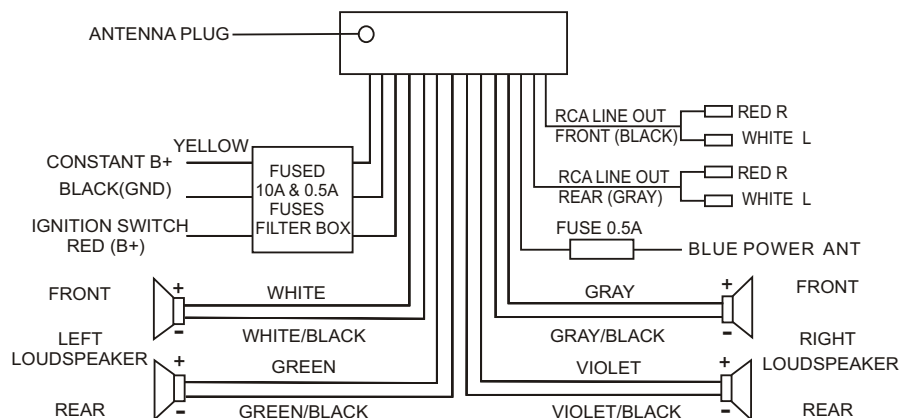 ANTENNA PLUG
RCA LINE OUT
FRONT (BLACK)
RED R
WHITE L
RCA LINE OUT
REAR (GRAY)
RED R
WHITE L
FUSE 0.5A
BLUE POWER ANT
YELLOW
CONSTANT B+
BLACK(GND)
IGNITION SWITCH
RED (B+)
FUSED
10A & 0.5A
FUSES
FILTER BOX
FRONT
+
-
WHITE
WHITE/BLACK
LEFT
LOUDSPEAKER
+
-
GREEN
GREEN/BLACK
REAR
GRAY
GRAY/BLACK
+
-
FRONT
RIGHT
LOUDSPEAKER
VIOLET
VIOLET/BLACK
+
-
REAR